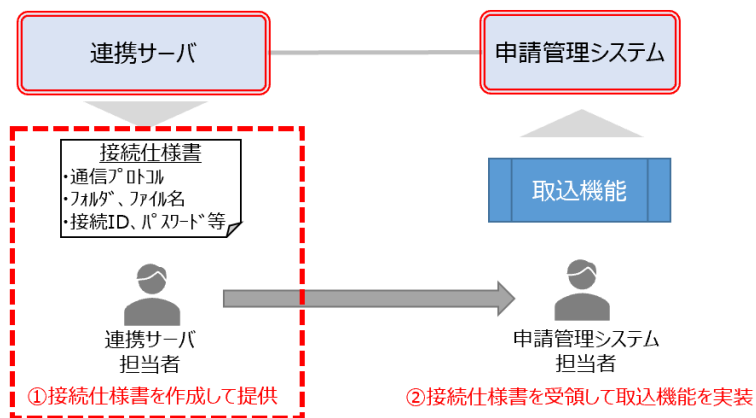 連携サーバ
申請管理システム
接続仕様書
・通信ﾌﾟﾛﾄｺﾙ
・ﾌｫﾙﾀﾞ、ﾌｧｲﾙ名
・接続ID、ﾊﾟｽﾜｰﾄﾞ等
取込機能
連携サーバ
担当者
申請管理システム
担当者
①接続仕様書を作成して提供
②接続仕様書を受領して取込機能を実装